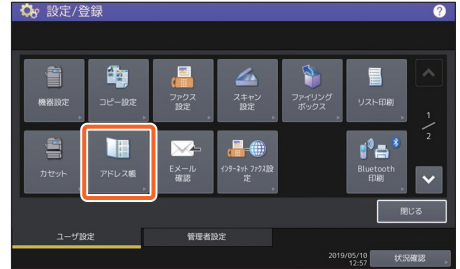 設定/登録
?
機器設定
コピー設定
ファクス
設定
スキャン
設定
ファイリング
ボックス
リスト印刷
1
/
2
カセット
アドレス帳
Eメール
確認
インターネット ファクス設
定
Bluetooth
印刷
閉じる
ユーザ設定
管理者設定
2019/05/10
12:57
状況確認